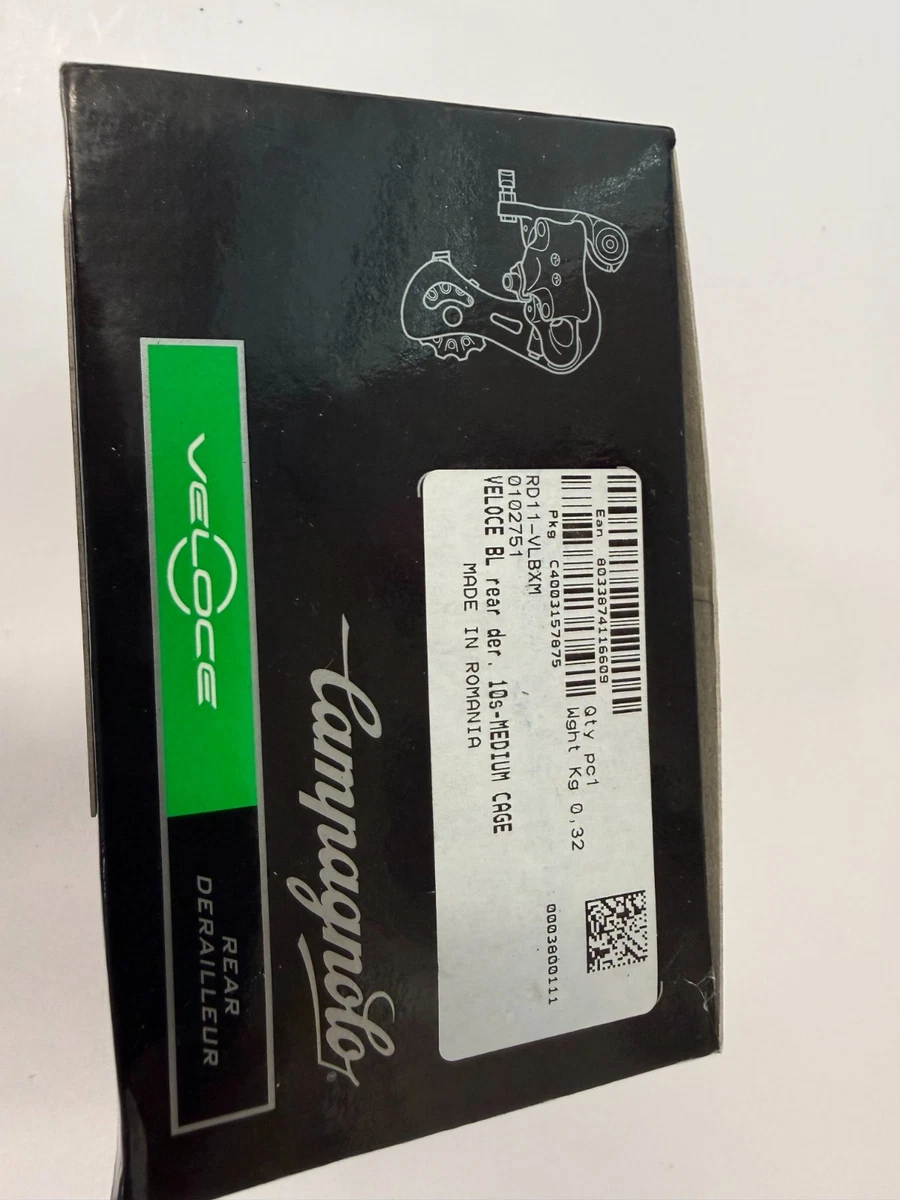 Ean 8033874116609
Qty pc1
Pkg C4003157875
Wght Kg 0,32
RD11-VLBXM
0102751
0003800111
VELOCE BL rear der. 10s-MEDIUM CAGE
MADE IN ROMANIA
Campagnolo®
VELOCE
REAR
DERAILLEUR